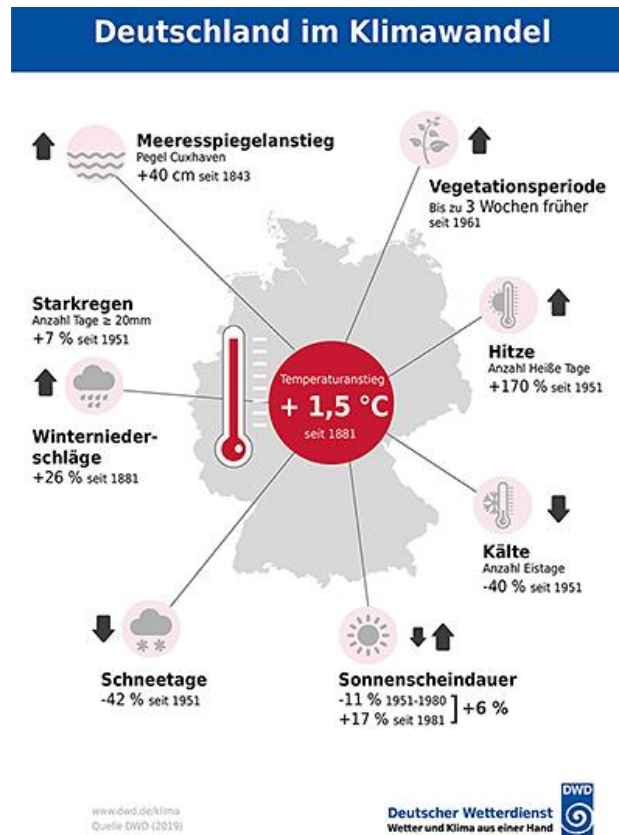 Deutschland im Klimawandel
Meeresspiegelanstieg
Pegel Cuxhaven
+40 cm seit 1843
Vegetationsperiode
Bis zu 3 Wochen früher
seit 1961
Starkregen
Anzahl Tage ≥ 20mm
+7 % seit 1951
Hitze
Anzahl Heiße Tage
+170 % seit 1951
Temperaturanstieg
+ 1,5 °C
seit 1881
Winternieder-
schläge
+26 % seit 1881
Kälte
Anzahl Eistage
-40 % seit 1951
Schneetage
-42 % seit 1951
Sonnenscheindauer
-11 % 1951-1980
+17 % seit 1981
+6 %
www.dwd.de/klima
Quelle DWD (2019)
Deutscher Wetterdienst
Wetter und Klima aus einer Hand
DWD